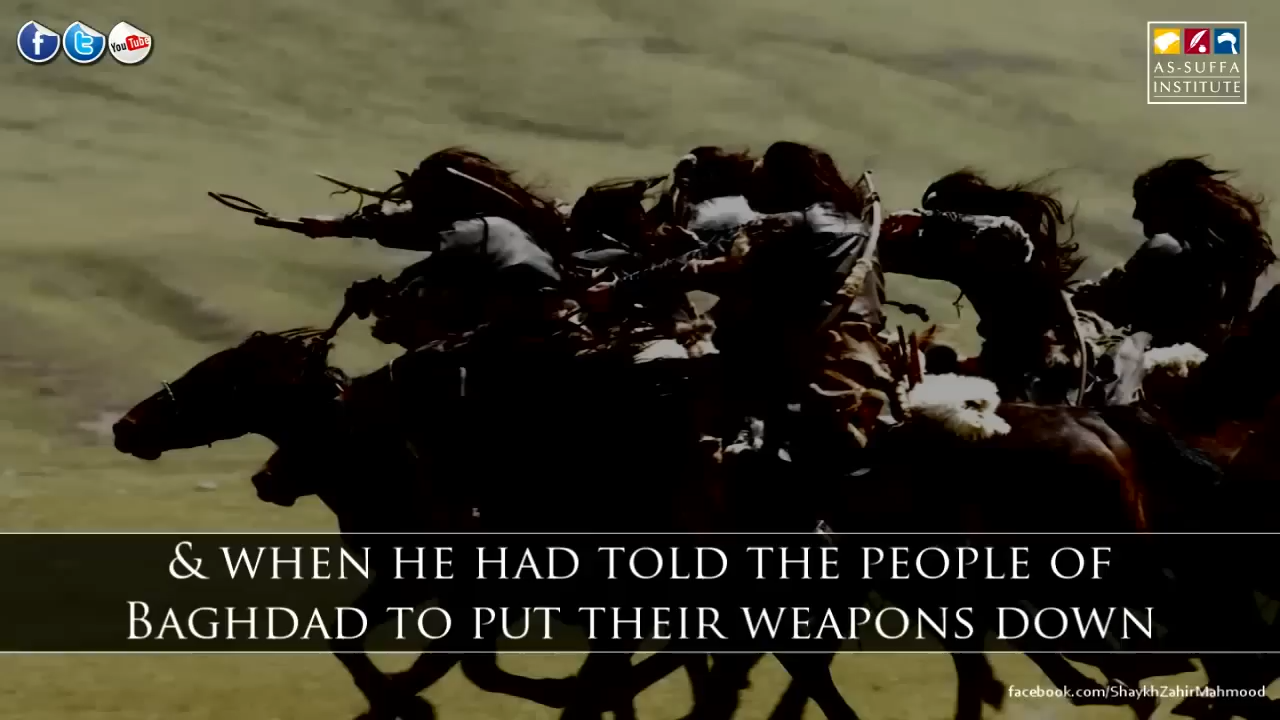 f
t
YouTube
AS-SUFFA
INSTITUTE
& WHEN HE HAD TOLD THE PEOPLE OF
BAGHDAD TO PUT THEIR WEAPONS DOWN
facebook.com/ShaykhZahirMahmood